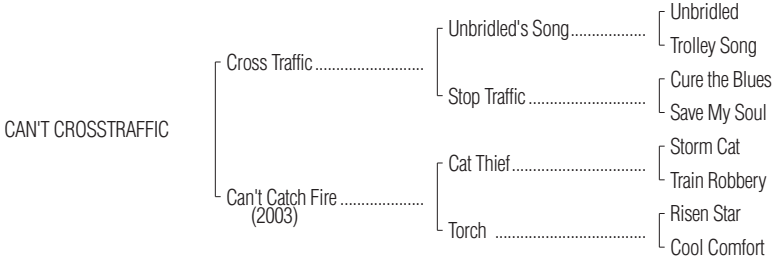 Unbridled
Unbridled's Song..................
Trolley Song
Cross Traffic ..........................
Cure the Blues
Stop Traffic ............................
Save My Soul
CAN'T CROSSTRAFFIC
Storm Cat
Cat Thief................................
Train Robbery
Can't Catch Fire ....................
(2003)
Risen Star
Torch ....................................
Cool Comfort